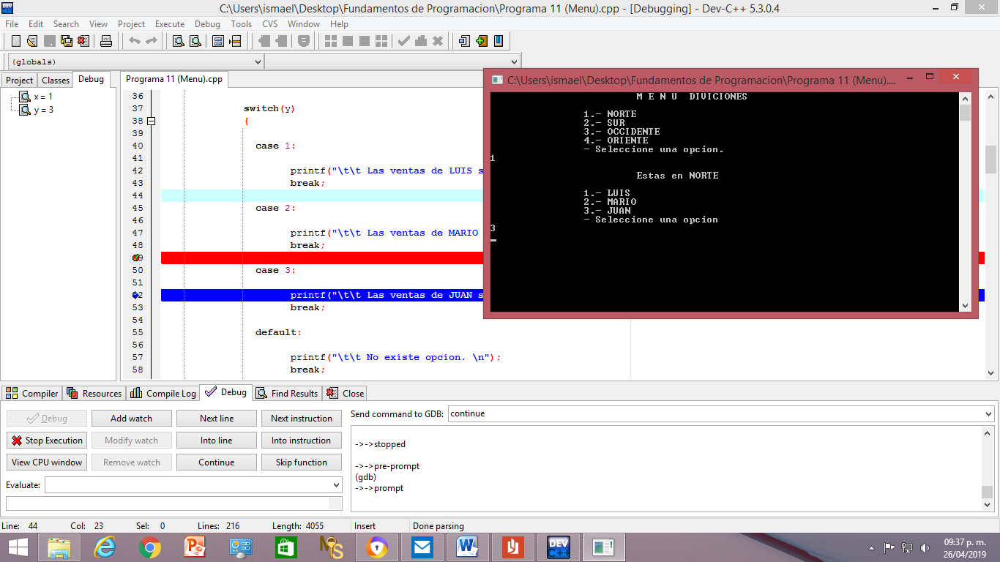 C:\Users\ismael\Desktop\Fundamentos de Programacion\Programa 11 (Menu).cpp - [Debugging] - Dev-C++ 5.3.0.4
File Edit Search View Project Execute Debug Tools CVS Window Help
(globals)
Project Classes Debug
x = 1
y = 3
Programa 11 (Menu).cpp
36
37 switch(y)
38 {
39
40 case 1:
41
42 printf("\t\t Las ventas de LUIS s
43 break;
44
45 case 2:
46
47 printf("\t\t Las ventas de MARIO
48 break;
50 case 3:
51
52 printf("\t\t Las ventas de JUAN s
53 break;
54
55 default:
56
57 printf("\t\t No existe opcion. \n");
58 break;
C:\Users\ismael\Desktop\Fundamentos de Programacion\Programa 11 (Menu)....
M E N U DIVICIONES
1.- NORTE
2.- SUR
3.- OCCIDENTE
4.- ORIENTE
- Seleccione una opcion.
1
Estas en NORTE
1.- LUIS
2.- MARIO
3.- JUAN
- Seleccione una opcion
3
Compiler Resources Compile Log Debug Find Results Close
Debug Add watch Next line Next instruction
Stop Execution Modify watch Into line Into instruction
View CPU window Remove watch Continue Skip function
Evaluate:
Send command to GDB: continue
->->stopped
->->pre-prompt
(gdb)
->->prompt
Line: 44 Col: 23 Sel: 0 Lines: 216 Length: 4055 Insert Done parsing
DEV C++
09:37 p. m.
26/04/2019